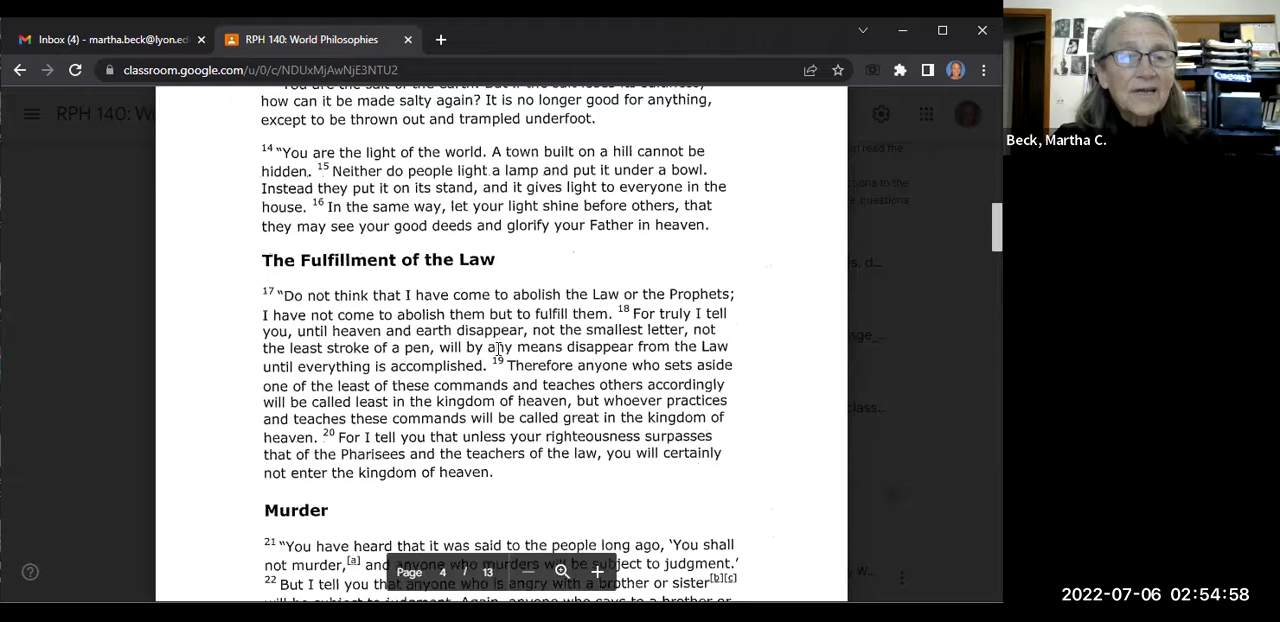 Inbox (4) - martha.beck@lyon.ed
RPH 140: World Philosophies
classroom.google.com/u/0/c/NDUxMjAwNjE3NTU2
RPH 140: Wo
how can it be made salty again? It is no longer good for anything,
except to be thrown out and trampled underfoot.
14 "You are the light of the world. A town built on a hill cannot be
hidden. 15 Neither do people light a lamp and put it under a bowl.
Instead they put it on its stand, and it gives light to everyone in the
house. 16 In the same way, let your light shine before others, that
they may see your good deeds and glorify your Father in heaven.
The Fulfillment of the Law
17 "Do not think that I have come to abolish the Law or the Prophets;
I have not come to abolish them but to fulfill them. 18 For truly I tell
you, until heaven and earth disappear, not the smallest letter, not
the least stroke of a pen, will by any means disappear from the Law
until everything is accomplished. 19 Therefore anyone who sets aside
one of the least of these commands and teaches others accordingly
will be called least in the kingdom of heaven, but whoever practices
and teaches these commands will be called great in the kingdom of
heaven. 20 For I tell you that unless your righteousness surpasses
that of the Pharisees and the teachers of the law, you will certainly
not enter the kingdom of heaven.
Murder
21 "You have heard that it was said to the people long ago, 'You shall
not murder,[a] and anyone who murders will be subject to judgment.'
22 But I tell you that anyone who is angry with a brother or sister[b][c]
Page 4 / 13
Beck, Martha C.
2022-07-06 02:54:58